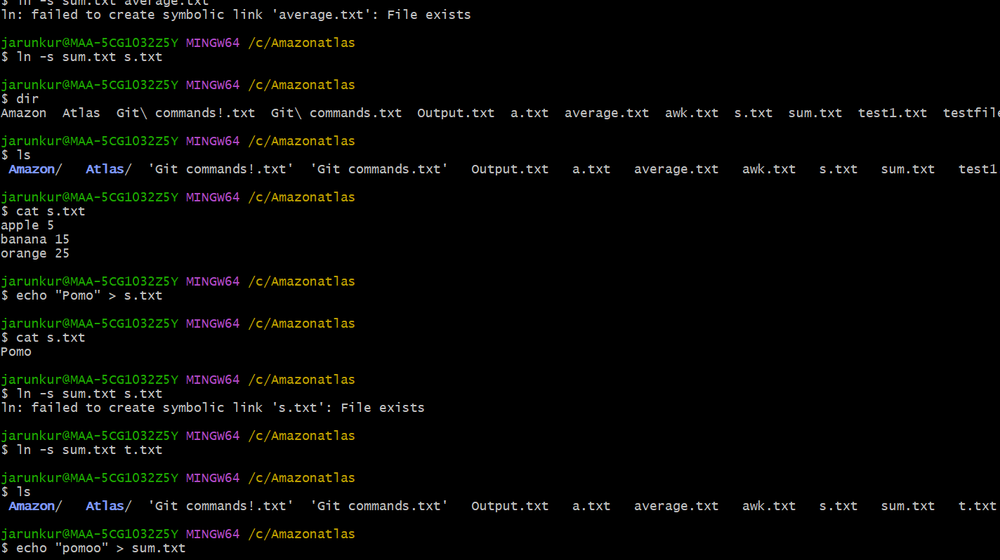 $ ln -s sum.txt average.txt
ln: failed to create symbolic link 'average.txt': File exists
jarunkur@MAA-5CG1032Z5Y MINGW64 /c/Amazonatlas
$ ln -s sum.txt s.txt
jarunkur@MAA-5CG1032Z5Y MINGW64 /c/Amazonatlas
$ dir
Amazon  Atlas  Git\ commands!.txt  Git\ commands.txt  Output.txt  a.txt  average.txt  awk.txt  s.txt  sum.txt  test1.txt  testfile
jarunkur@MAA-5CG1032Z5Y MINGW64 /c/Amazonatlas
$ ls
Amazon/   Atlas/  'Git commands!.txt'  'Git commands.txt'   Output.txt   a.txt   average.txt   awk.txt   s.txt   sum.txt   test1
jarunkur@MAA-5CG1032Z5Y MINGW64 /c/Amazonatlas
$ cat s.txt
apple 5
banana 15
orange 25
jarunkur@MAA-5CG1032Z5Y MINGW64 /c/Amazonatlas
$ echo "Pomo" > s.txt
jarunkur@MAA-5CG1032Z5Y MINGW64 /c/Amazonatlas
$ cat s.txt
Pomo
jarunkur@MAA-5CG1032Z5Y MINGW64 /c/Amazonatlas
$ ln -s sum.txt s.txt
ln: failed to create symbolic link 's.txt': File exists
jarunkur@MAA-5CG1032Z5Y MINGW64 /c/Amazonatlas
$ ln -s sum.txt t.txt
jarunkur@MAA-5CG1032Z5Y MINGW64 /c/Amazonatlas
$ ls
Amazon/   Atlas/  'Git commands!.txt'  'Git commands.txt'   Output.txt   a.txt   average.txt   awk.txt   s.txt   sum.txt   t.txt
jarunkur@MAA-5CG1032Z5Y MINGW64 /c/Amazonatlas
$ echo "pomoo" > sum.txt